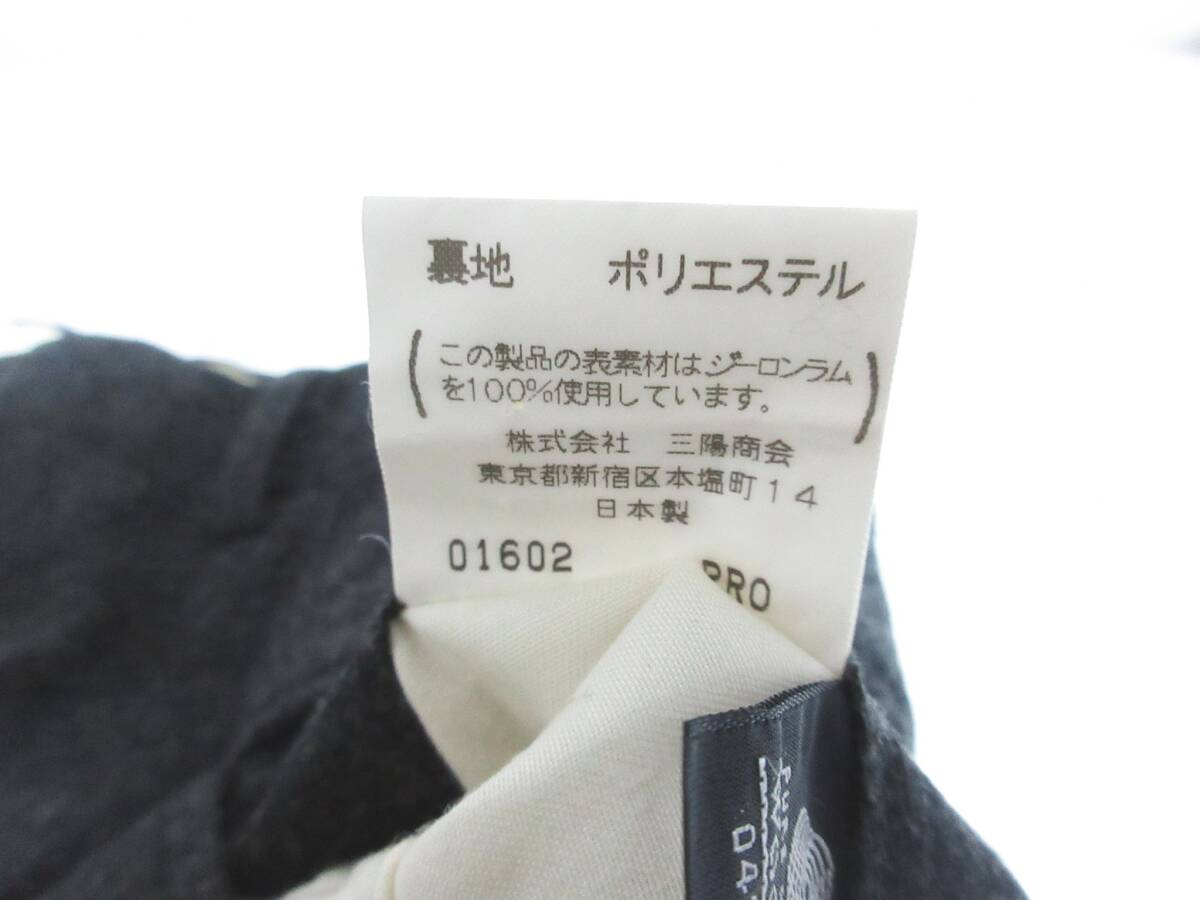 裏地 ポリエステル
(この製品の表素材はジーロンラム
を100%使用しています。)
株式会社 三陽商会
東京都新宿区本塩町14
日本製
01602 PRO
04